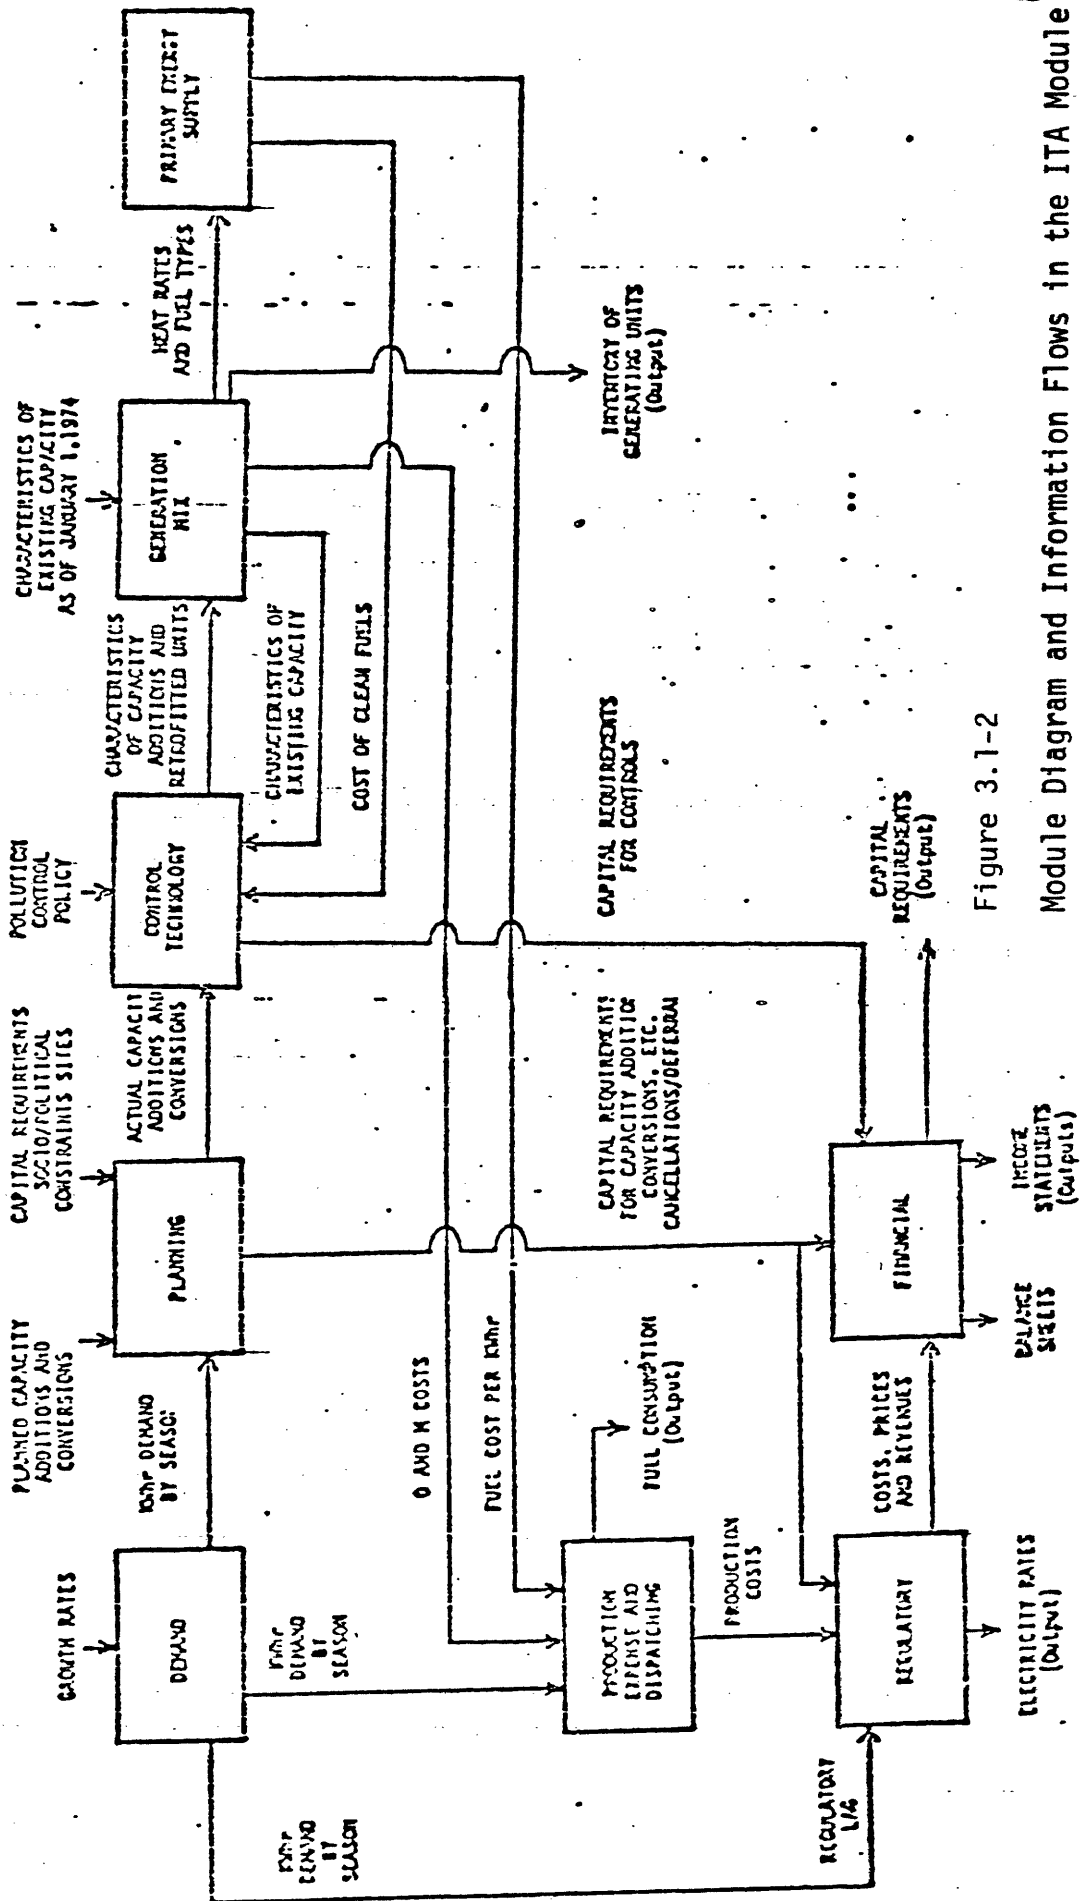 GROWTH RATES
DEMAND
KWHR DEMAND
BY SEASON
KWHR
DEMAND
BY
SEASON
KWHR
DEMAND
BY
SEASON
PLANNED CAPACITY
ADDITIONS AND
CONVERSIONS
CAPITAL REQUIREMENTS
SOCIO/POLITICAL
CONSTRAINTS SITES
PLANNING
ACTUAL CAPACIT
ADDITIONS AND
CONVERSIONS
POLLUTION
CONTROL
POLICY
CONTROL
TECHNOLOGY
CHARACTERISTICS
OF CAPACITY
ADDITIONS AND
RETROFITTED UNITS
CHARACTERISTICS OF
EXISTING CAPACITY
COST OF CLEAN FUELS
CHARACTERISTICS OF
EXISTING CAPACITY
AS OF JANUARY 1,1974
GENERATION
MIX
HEAT RATES
AND FUEL TYPES
PRIMARY ENERGY
SUPPLY
INVENTORY OF
GENERATING UNITS
(Output)
O AND M COSTS
FUEL COST PER KWHR
CAPITAL REQUIREMENTS
FOR CAPACITY ADDITION
CONVERSIONS, ETC.
CANCELLATIONS/DEFERRAL
CAPITAL REQUIREMENTS
FOR CONTROLS
PRODUCTION
EXPENSE AND
DISPATCHING
FUEL CONSUMPTION
(Output)
PRODUCTION
COSTS
REGULATORY
LAG
REGULATORY
ELECTRICITY RATES
(Output)
COSTS, PRICES
AND REVENUES
FINANCIAL
BALANCE
SHEETS
INCOME
STATEMENTS
(Outputs)
CAPITAL
REQUIREMENTS
(Output)
Figure 3.1-2
Module Diagram and Information Flows in the ITA Module